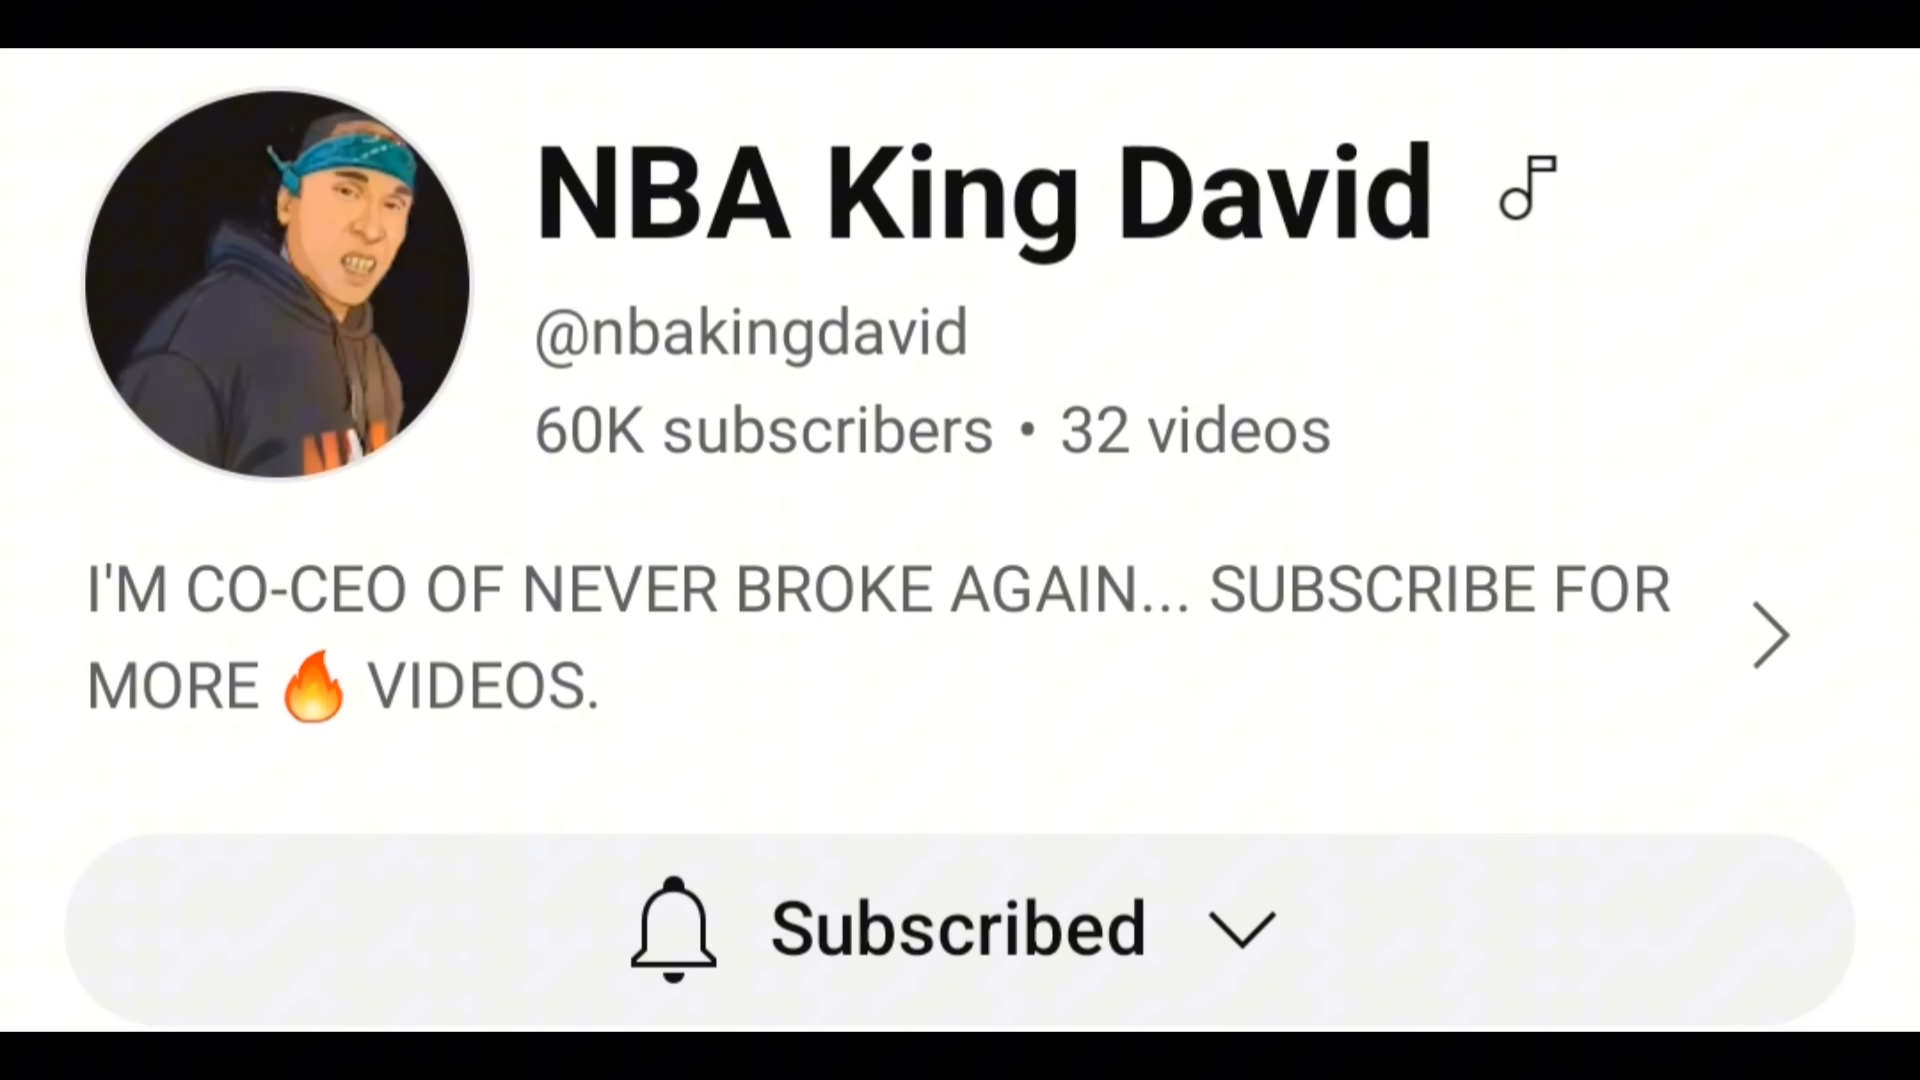 NBA King David
@nbakingdavid
60K subscribers • 32 videos
I'M CO-CEO OF NEVER BROKE AGAIN... SUBSCRIBE FOR
MORE 🔥 VIDEOS.
Subscribed